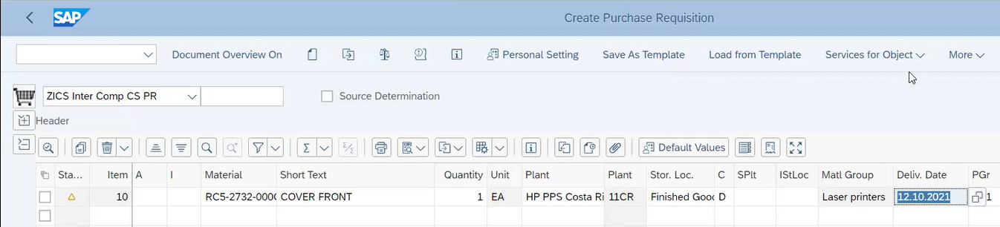 SAP Create Purchase Requisition
Document Overview On Personal Setting Save As Template Load from Template Services for Object More
ZICS Inter Comp CS PR Source Determination
Header
Default Values
Sta... Item A I Material Short Text Quantity Unit Plant Plant Stor. Loc. C SPlt IStLoc Matl Group Deliv. Date PGr
10 RC5-2732-000 COVER FRONT 1 EA HP PPS Costa Ri 11CR Finished Goo D Laser printers 12.10.2021 1